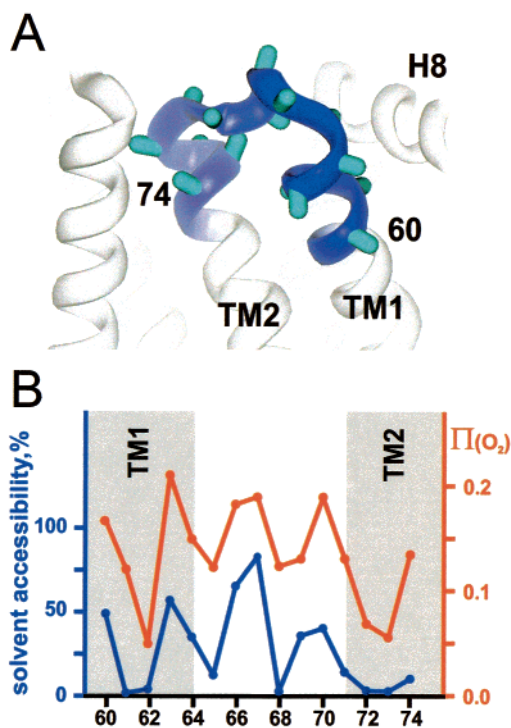 A
H8
74
60
TM2
TM1
B
TM1
TM2
Π(O₂)
solvent accessibility,%
100
50
0
0.2
0.1
0.0
60 62 64 66 68 70 72 74